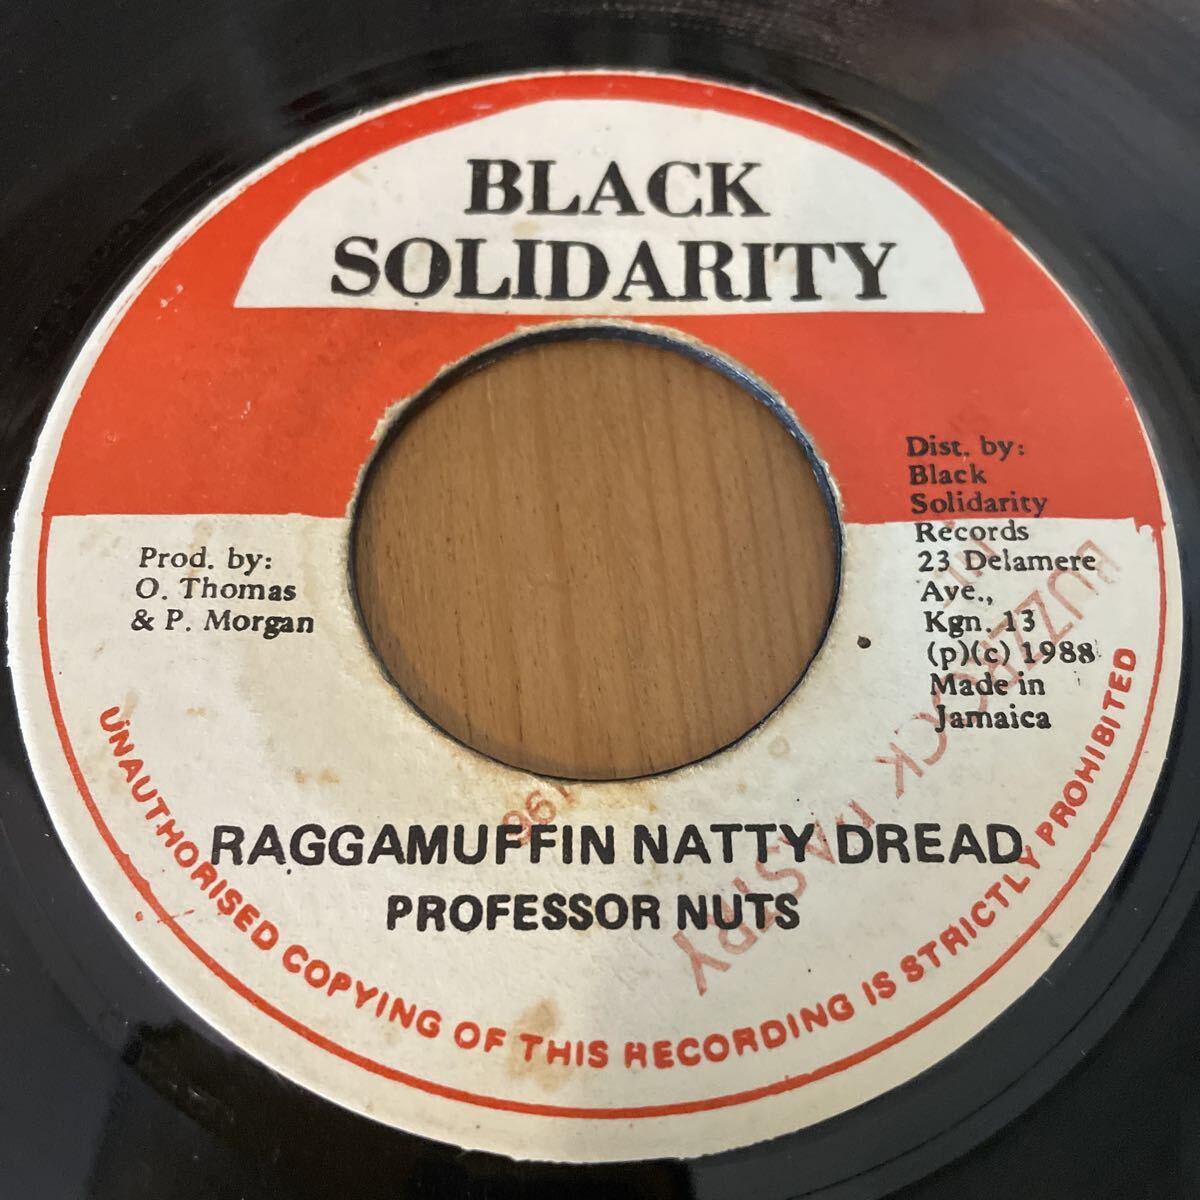 BLACK
SOLIDARITY
Prod. by:
O. Thomas
& P. Morgan
Dist. by:
Black
Solidarity
Records
23 Delamere
Ave.,
Kgn. 13
(p)(c) 1988
Made in
Jamaica
RAGGAMUFFIN NATTY DREAD
PROFESSOR NUTS
UNAUTHORISED COPYING OF THIS RECORDING IS STRICTLY PROHIBITED